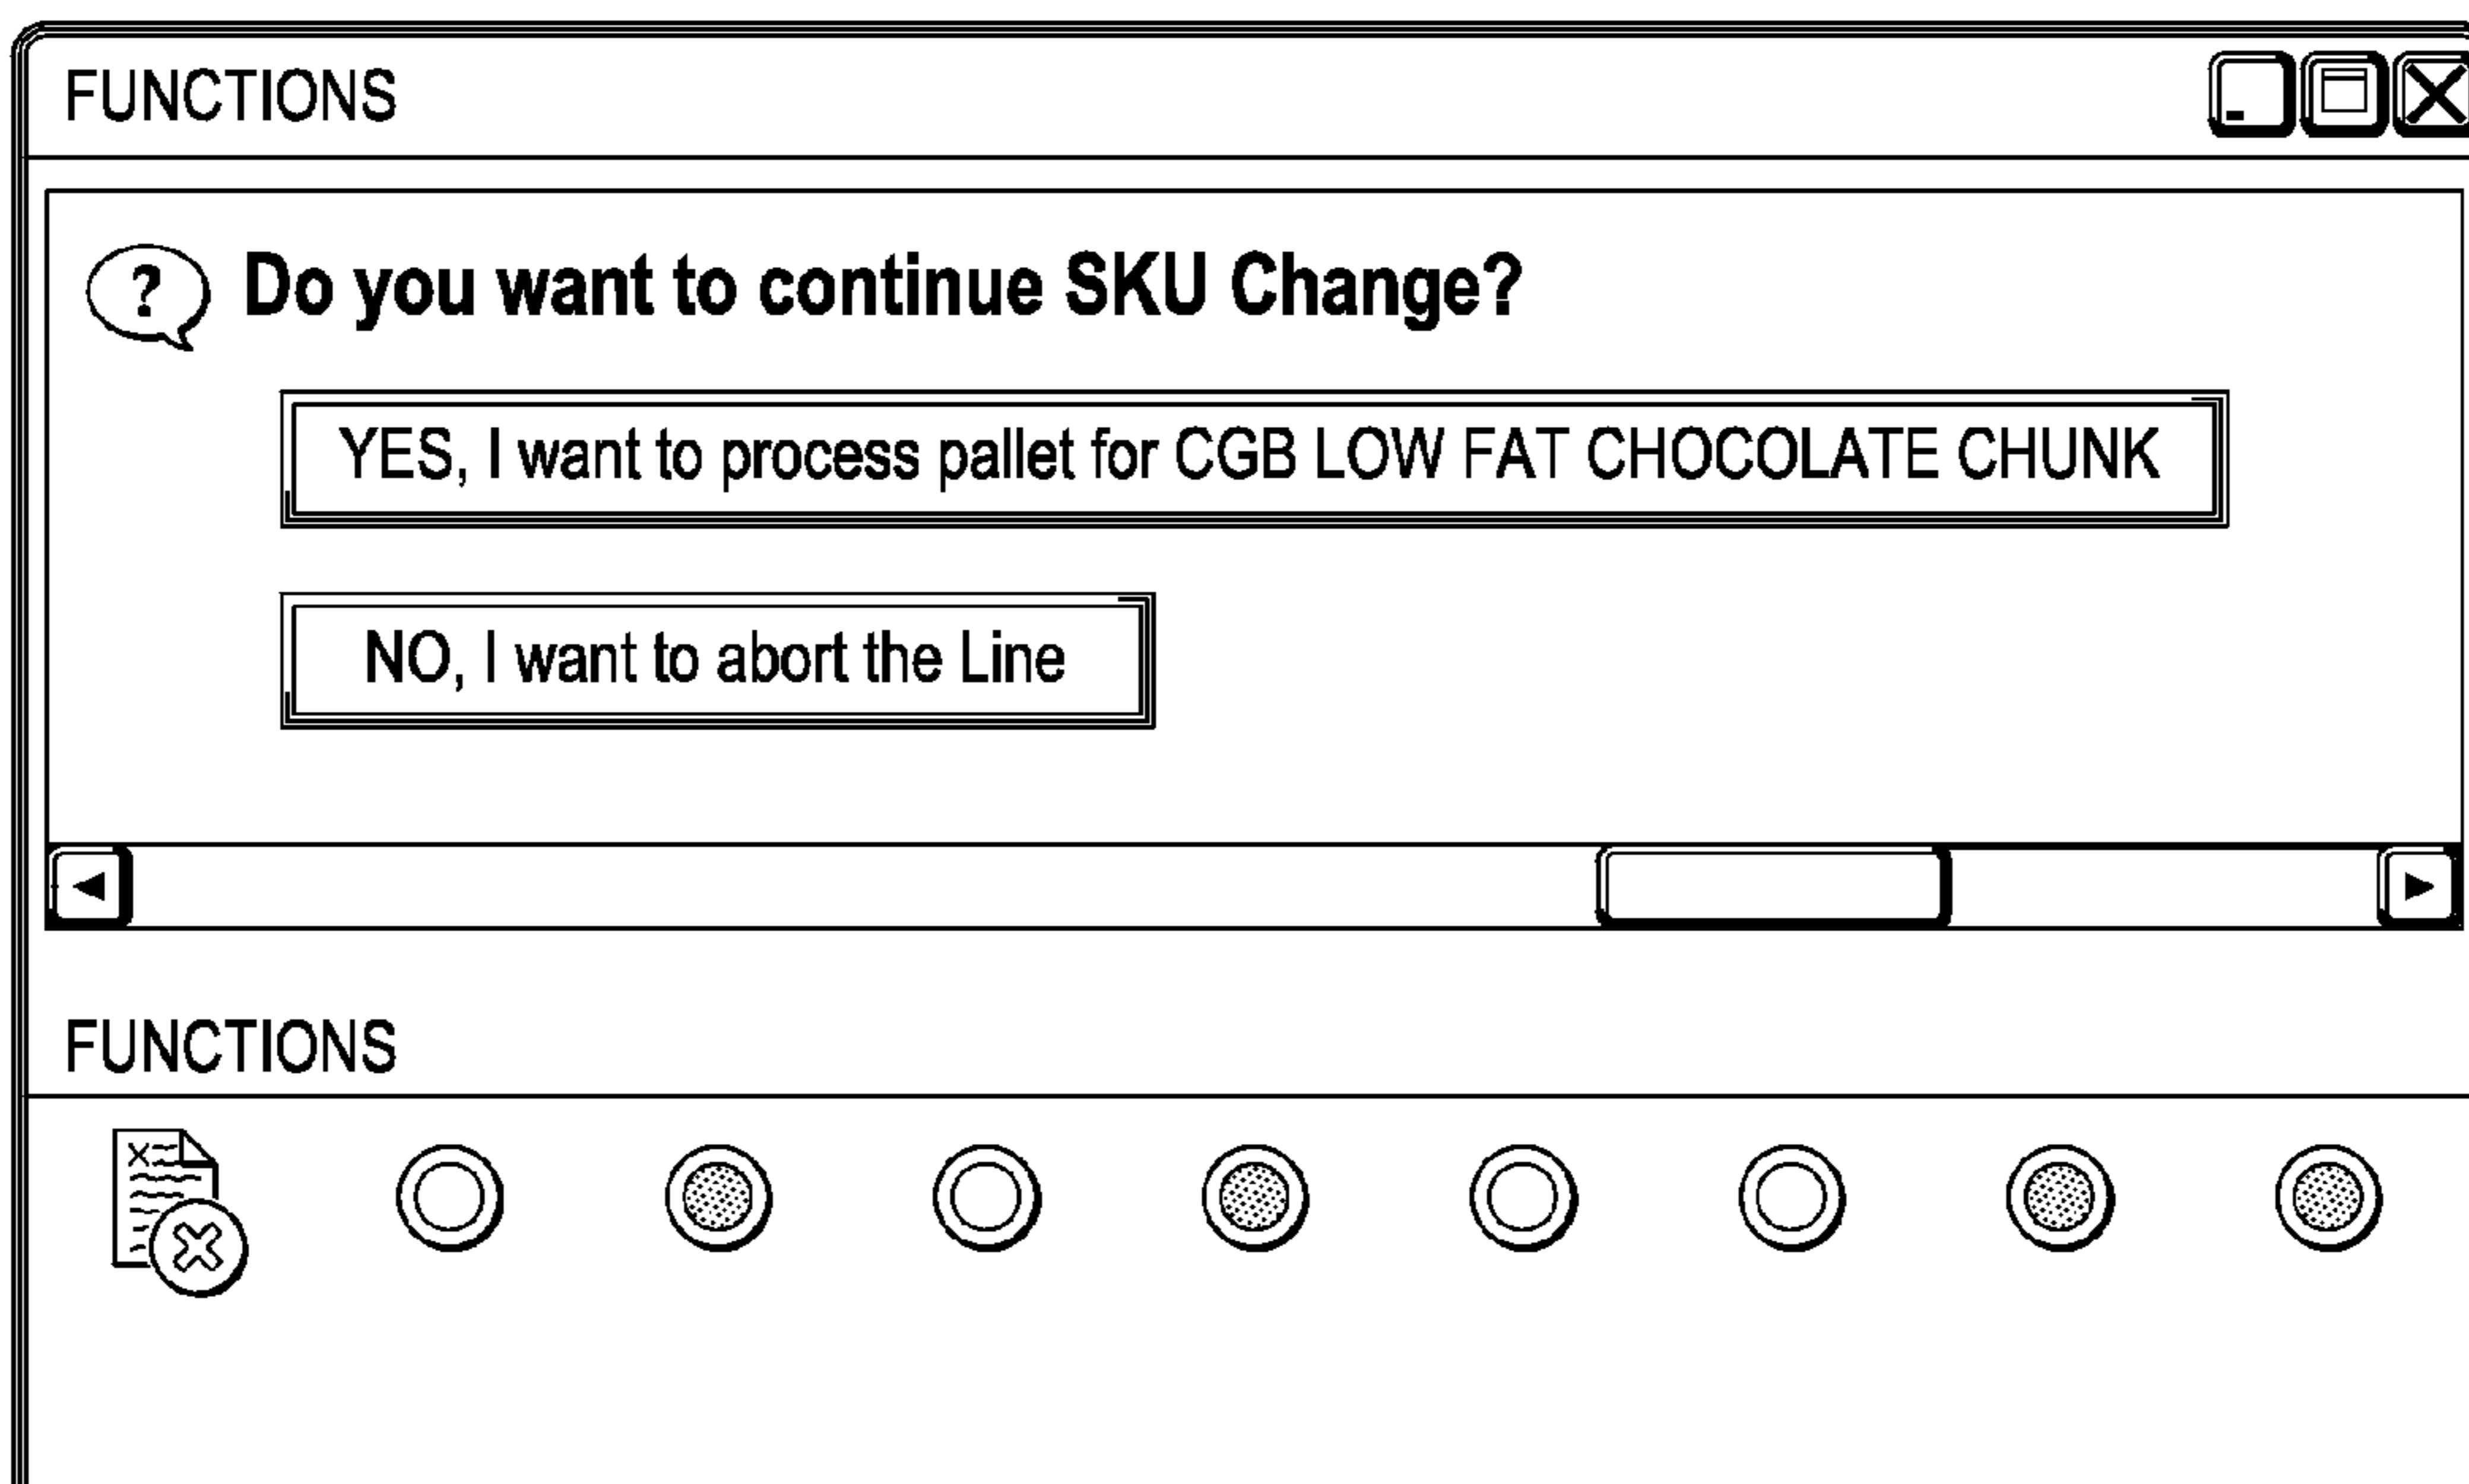 FUNCTIONS
? Do you want to continue SKU Change?
YES, I want to process pallet for CGB LOW FAT CHOCOLATE CHUNK
NO, I want to abort the Line
FUNCTIONS